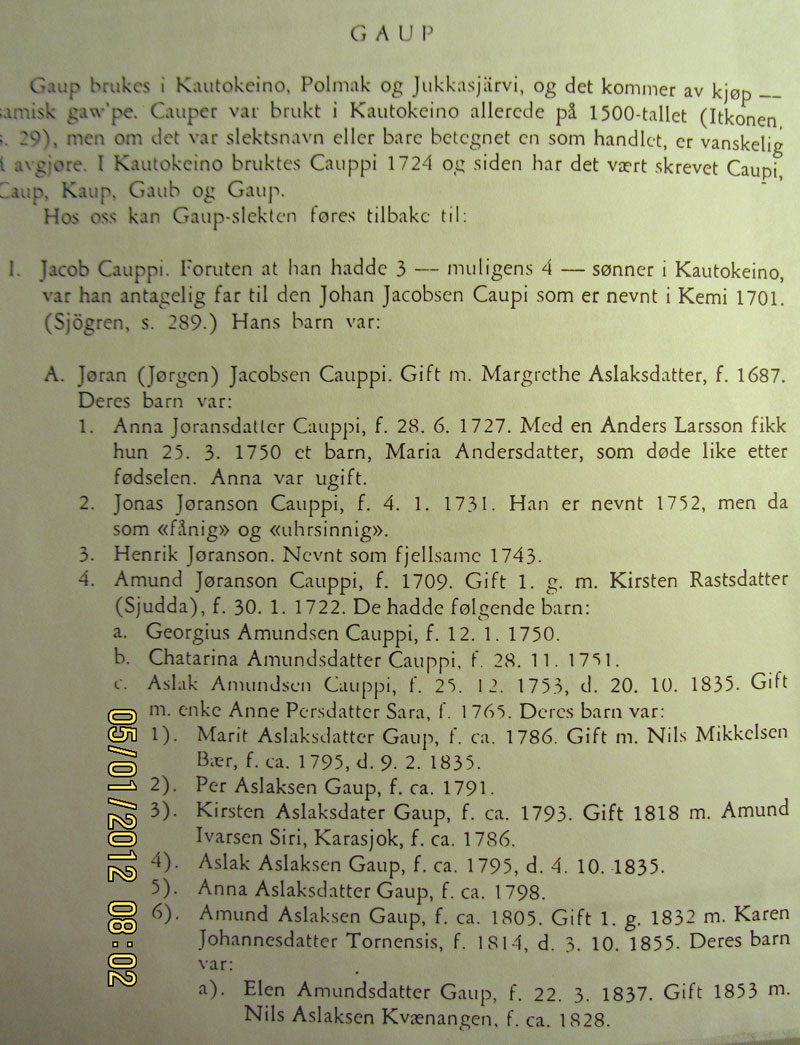 GAUP
Gaup brukes i Kautokeino, Polmak og Jukkasjärvi, og det kommer av kjøp —
samisk gaw'pe. Cauper var brukt i Kautokeino allerede på 1500-tallet (Itkonen,
s. 29), men om det var slektsnavn eller bare betegnet en som handlet, er vanskelig
å avgjøre. I Kautokeino bruktes Cauppi 1724 og siden har det vært skrevet Caupi,
Caup, Kaup, Gaub og Gaup.
Hos oss kan Gaup-slekten føres tilbake til:
I. Jacob Cauppi. Foruten at han hadde 3 — muligens 4 — sønner i Kautokeino,
var han antagelig far til den Johan Jacobsen Caupi som er nevnt i Kemi 1701.
(Sjögren, s. 289.) Hans barn var:
A. Jøran (Jørgen) Jacobsen Cauppi. Gift m. Margrethe Aslaksdatter, f. 1687.
Deres barn var:
1. Anna Jøransdatter Cauppi, f. 28. 6. 1727. Med en Anders Larsson fikk
hun 25. 3. 1750 et barn, Maria Andersdatter, som døde like etter
fødselen. Anna var ugift.
2. Jonas Jøranson Cauppi, f. 4. 1. 1731. Han er nevnt 1752, men da
som «fånig» og «uhrsinnig».
3. Henrik Jøranson. Nevnt som fjellsame 1743.
4. Amund Jøranson Cauppi, f. 1709. Gift 1. g. m. Kirsten Rastsdatter
(Sjudda), f. 30. 1. 1722. De hadde følgende barn:
a. Georgius Amundsen Cauppi, f. 12. 1. 1750.
b. Chatarina Amundsdatter Cauppi, f. 28. 11. 1751.
c. Aslak Amundsen Cauppi, f. 25. 12. 1753, d. 20. 10. 1835. Gift
m. enke Anne Persdatter Sara, f. 1765. Deres barn var:
1). Marit Aslaksdatter Gaup, f. ca. 1786. Gift m. Nils Mikkelsen
Bær, f. ca. 1795, d. 9. 2. 1835.
2). Per Aslaksen Gaup, f. ca. 1791.
3). Kirsten Aslaksdater Gaup, f. ca. 1793. Gift 1818 m. Amund
Ivarsen Siri, Karasjok, f. ca. 1786.
4). Aslak Aslaksen Gaup, f. ca. 1795, d. 4. 10. 1835.
5). Anna Aslaksdatter Gaup, f. ca. 1798.
6). Amund Aslaksen Gaup, f. ca. 1805. Gift 1. g. 1832 m. Karen
Johannesdatter Tornensis, f. 1814, d. 3. 10. 1855. Deres barn
var:
a). Elen Amundsdatter Gaup, f. 22. 3. 1837. Gift 1853 m.
Nils Aslaksen Kvænangen, f. ca. 1828.
05/01/2012 08:02